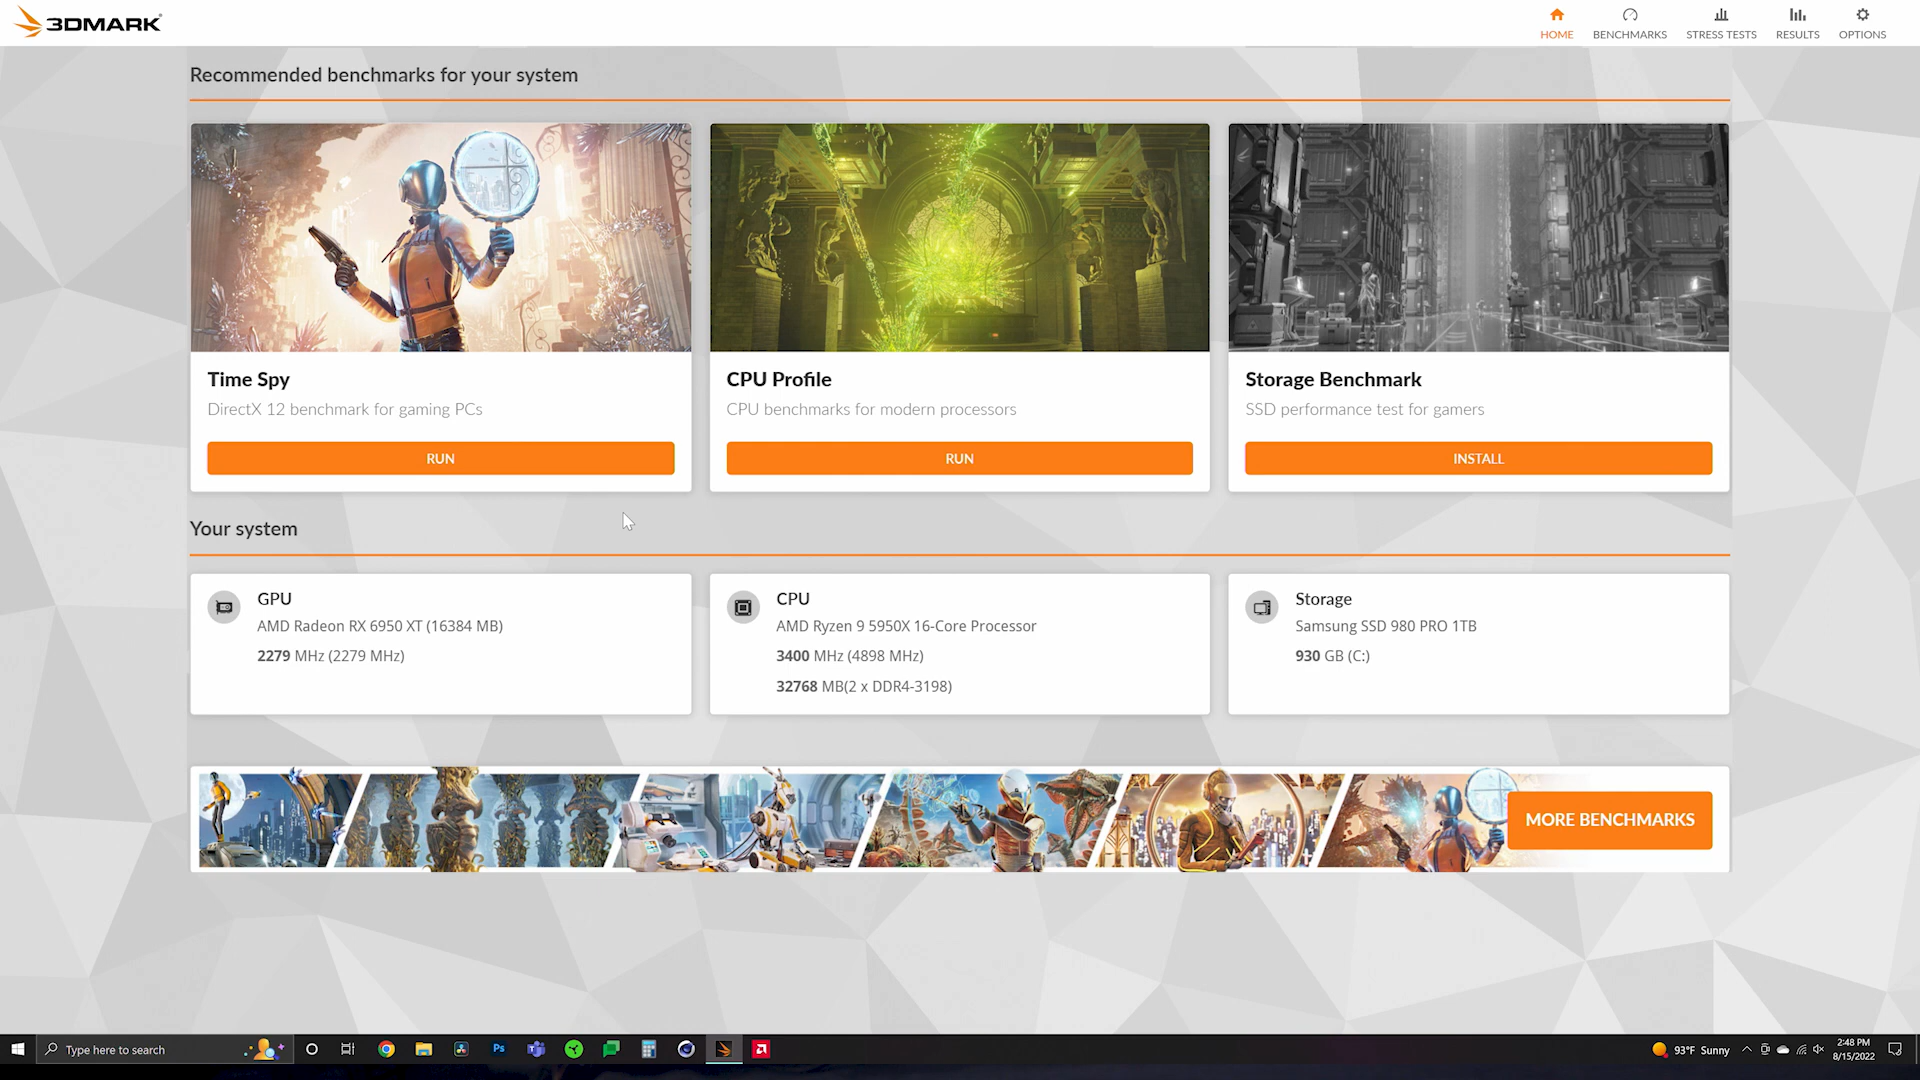 3DMARK
HOME
BENCHMARKS
STRESS TESTS
RESULTS
OPTIONS
Recommended benchmarks for your system
Time Spy
DirectX 12 benchmark for gaming PCs
RUN
CPU Profile
CPU benchmarks for modern processors
RUN
Storage Benchmark
SSD performance test for gamers
INSTALL
Your system
GPU
AMD Radeon RX 6950 XT (16384 MB)
2279 MHz (2279 MHz)
CPU
AMD Ryzen 9 5950X 16-Core Processor
3400 MHz (4898 MHz)
32768 MB(2 x DDR4-3198)
Storage
Samsung SSD 980 PRO 1TB
930 GB (C:)
MORE BENCHMARKS
Type here to search
Ps
93°F Sunny
2:48 PM
8/15/2022